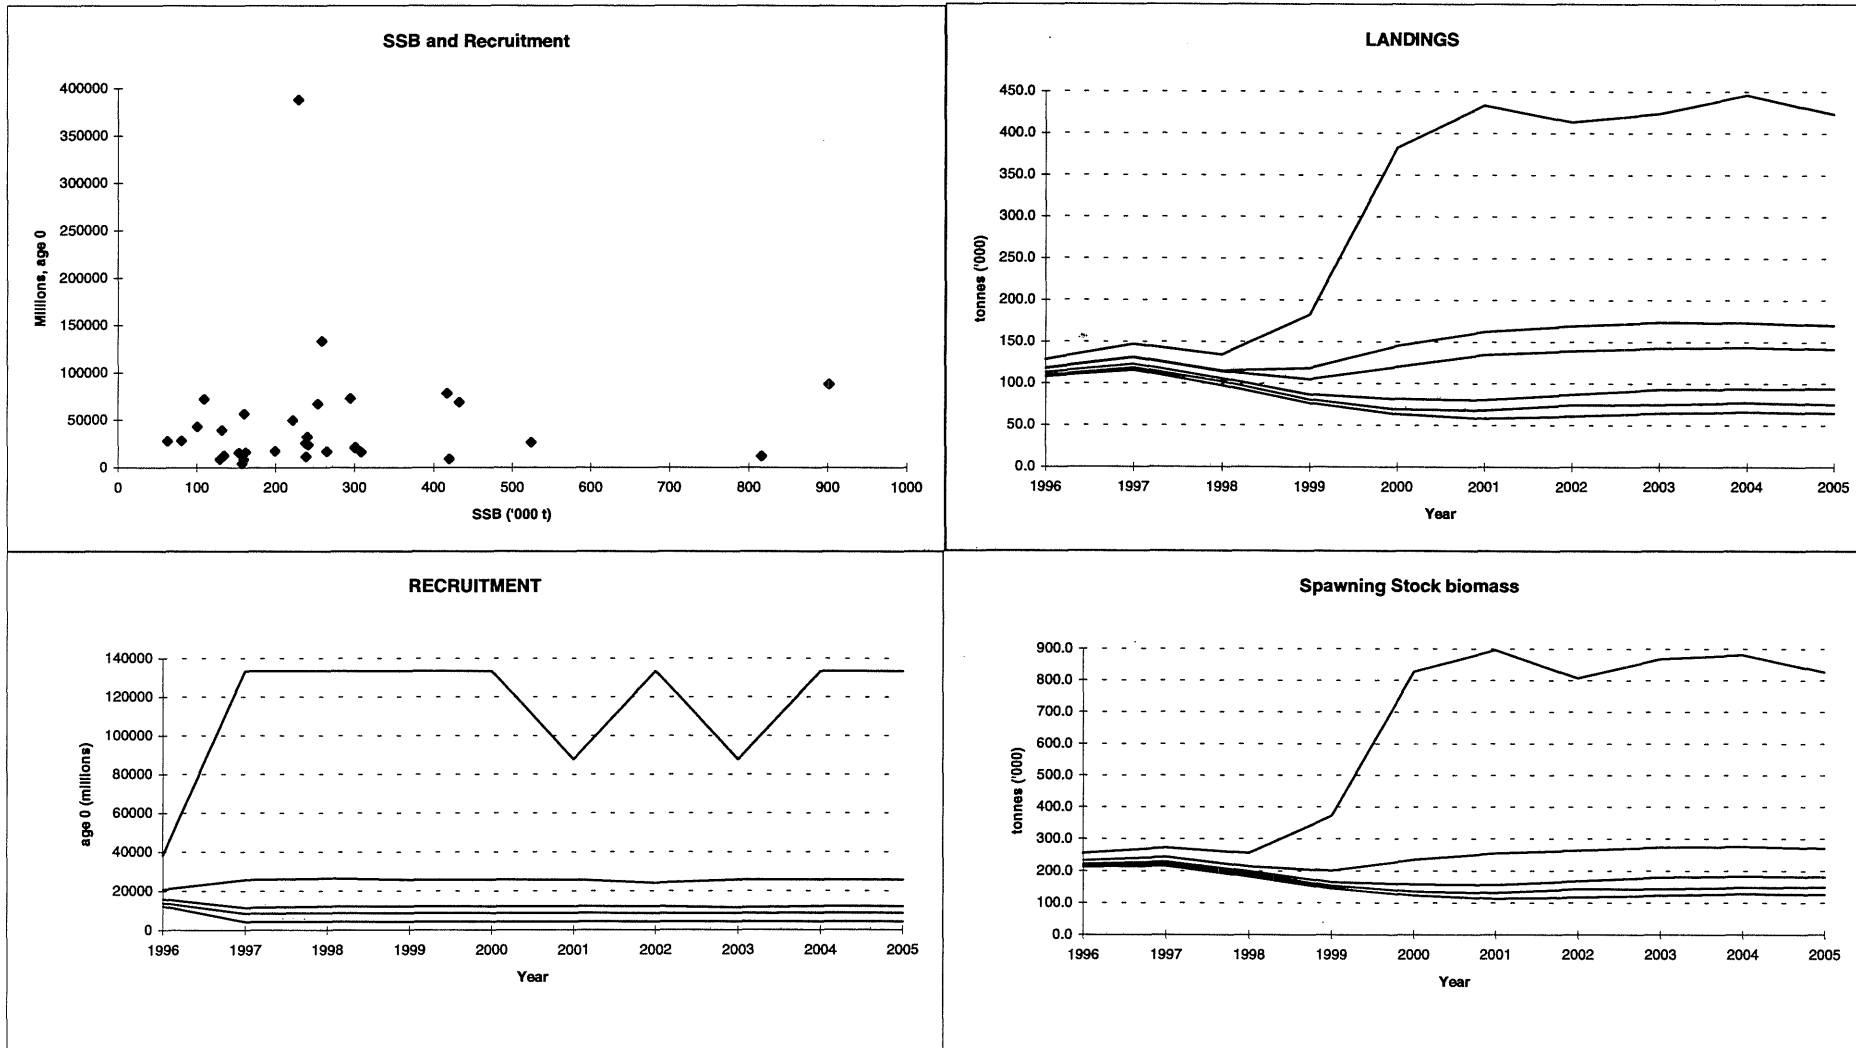 SSB and Recruitment
400000
350000
300000
250000
200000
150000
100000
50000
0
Millions, age 0
0 100 200 300 400 500 600 700 800 900 1000
SSB ('000 t)
LANDINGS
450.0
400.0
350.0
300.0
250.0
200.0
150.0
100.0
50.0
0.0
tonnes ('000)
1996 1997 1998 1999 2000 2001 2002 2003 2004 2005
Year
RECRUITMENT
140000
120000
100000
80000
60000
40000
20000
0
age 0 (millions)
1996 1997 1998 1999 2000 2001 2002 2003 2004 2005
Year
Spawning Stock biomass
900.0
800.0
700.0
600.0
500.0
400.0
300.0
200.0
100.0
0.0
tonnes ('000)
1996 1997 1998 1999 2000 2001 2002 2003 2004 2005
Year